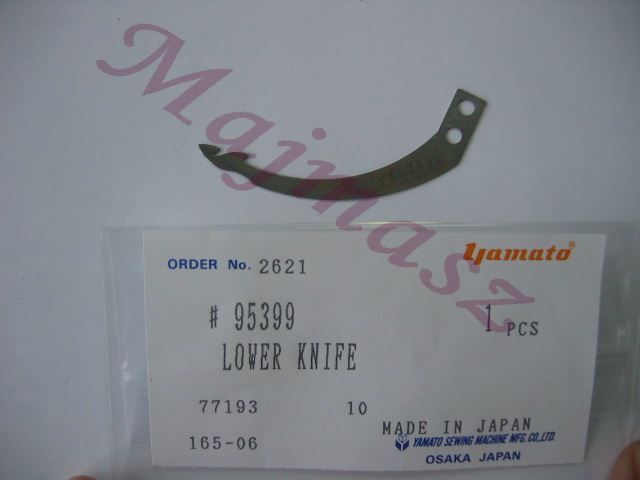 Majmasz
ORDER No. 2621
yamato®
# 95399
1 PCS
LOWER KNIFE
77193 10
MADE IN JAPAN
165-06
YAMATO SEWING MACHINE MFG. CO., LTD.
OSAKA JAPAN